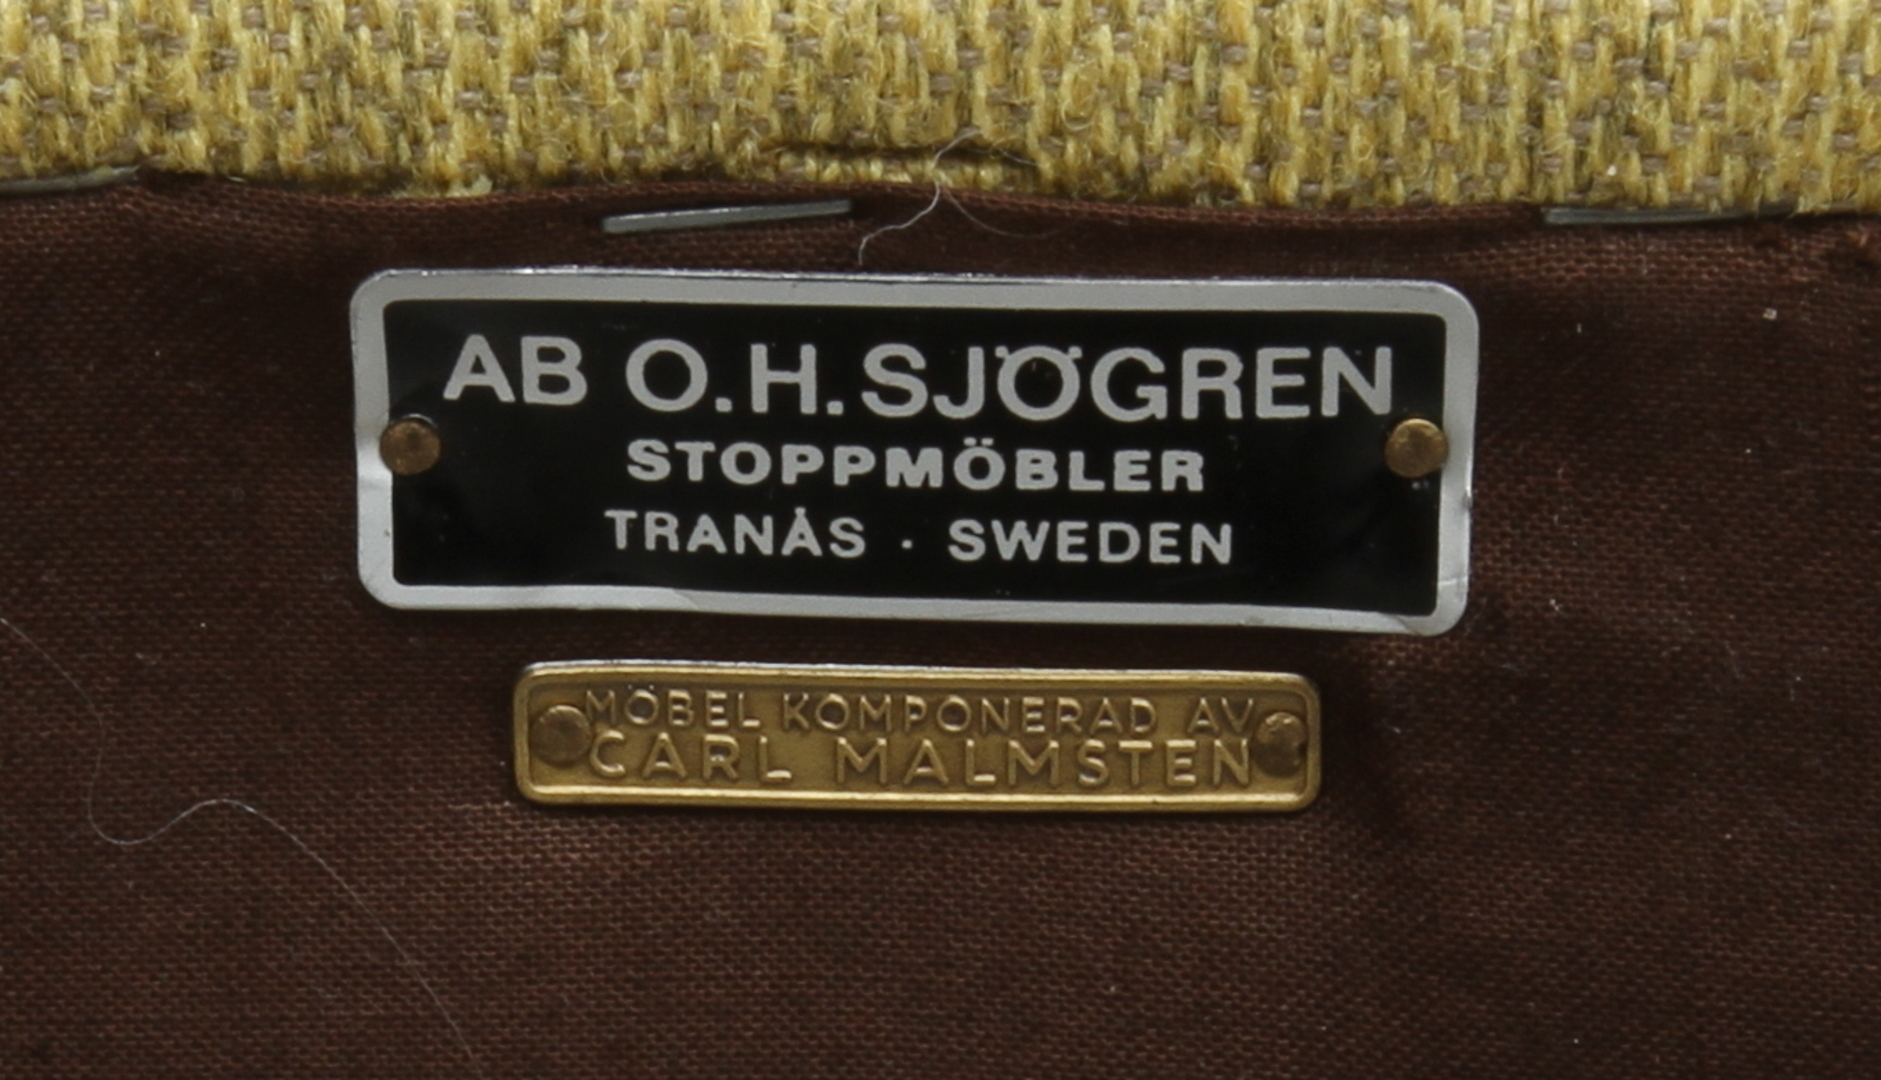 AB O.H. SJÖGREN
STOPPMÖBLER
TRANÅS · SWEDEN
MÖBEL KOMPONERAD AV
CARL MALMSTEN